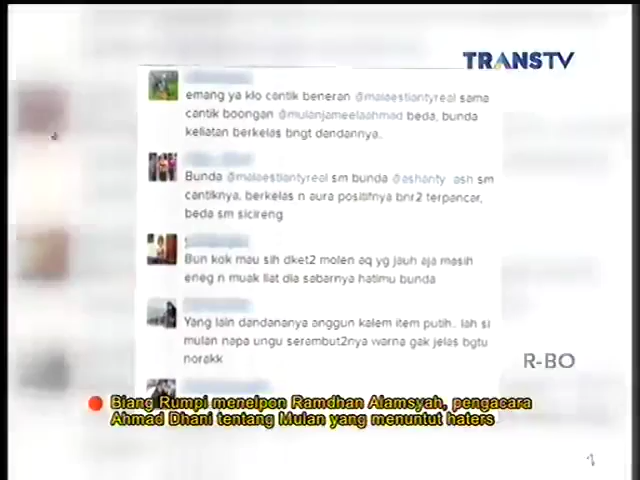 TRANSTV
emang ya klo cantik beneran @maiaestiantyreal sama
cantik boongan @mulanjameelaahmad beda, bunda
keliatan berkelas bngt dandannya..
Bunda @maiaestiantyreal sm bunda @ashanty_ash sm
cantiknya, berkelas n aura positifnya bnr2 terpancar,
beda sm sicireng
Bun kok mau sih dket2 molen aq yg jauh aja masih
eneg n muak liat dia sabarnya hatimu bunda
Yang lain dandananya anggun kalem item putih.. lah si
mulan napa ungu serambut2nya warna gak jelas bgtu
norakk
R-BO
Biang Rumpi menelpon Ramdhan Alamsyah, pengacara
Ahmad Dhani tentang Mulan yang menuntut haters